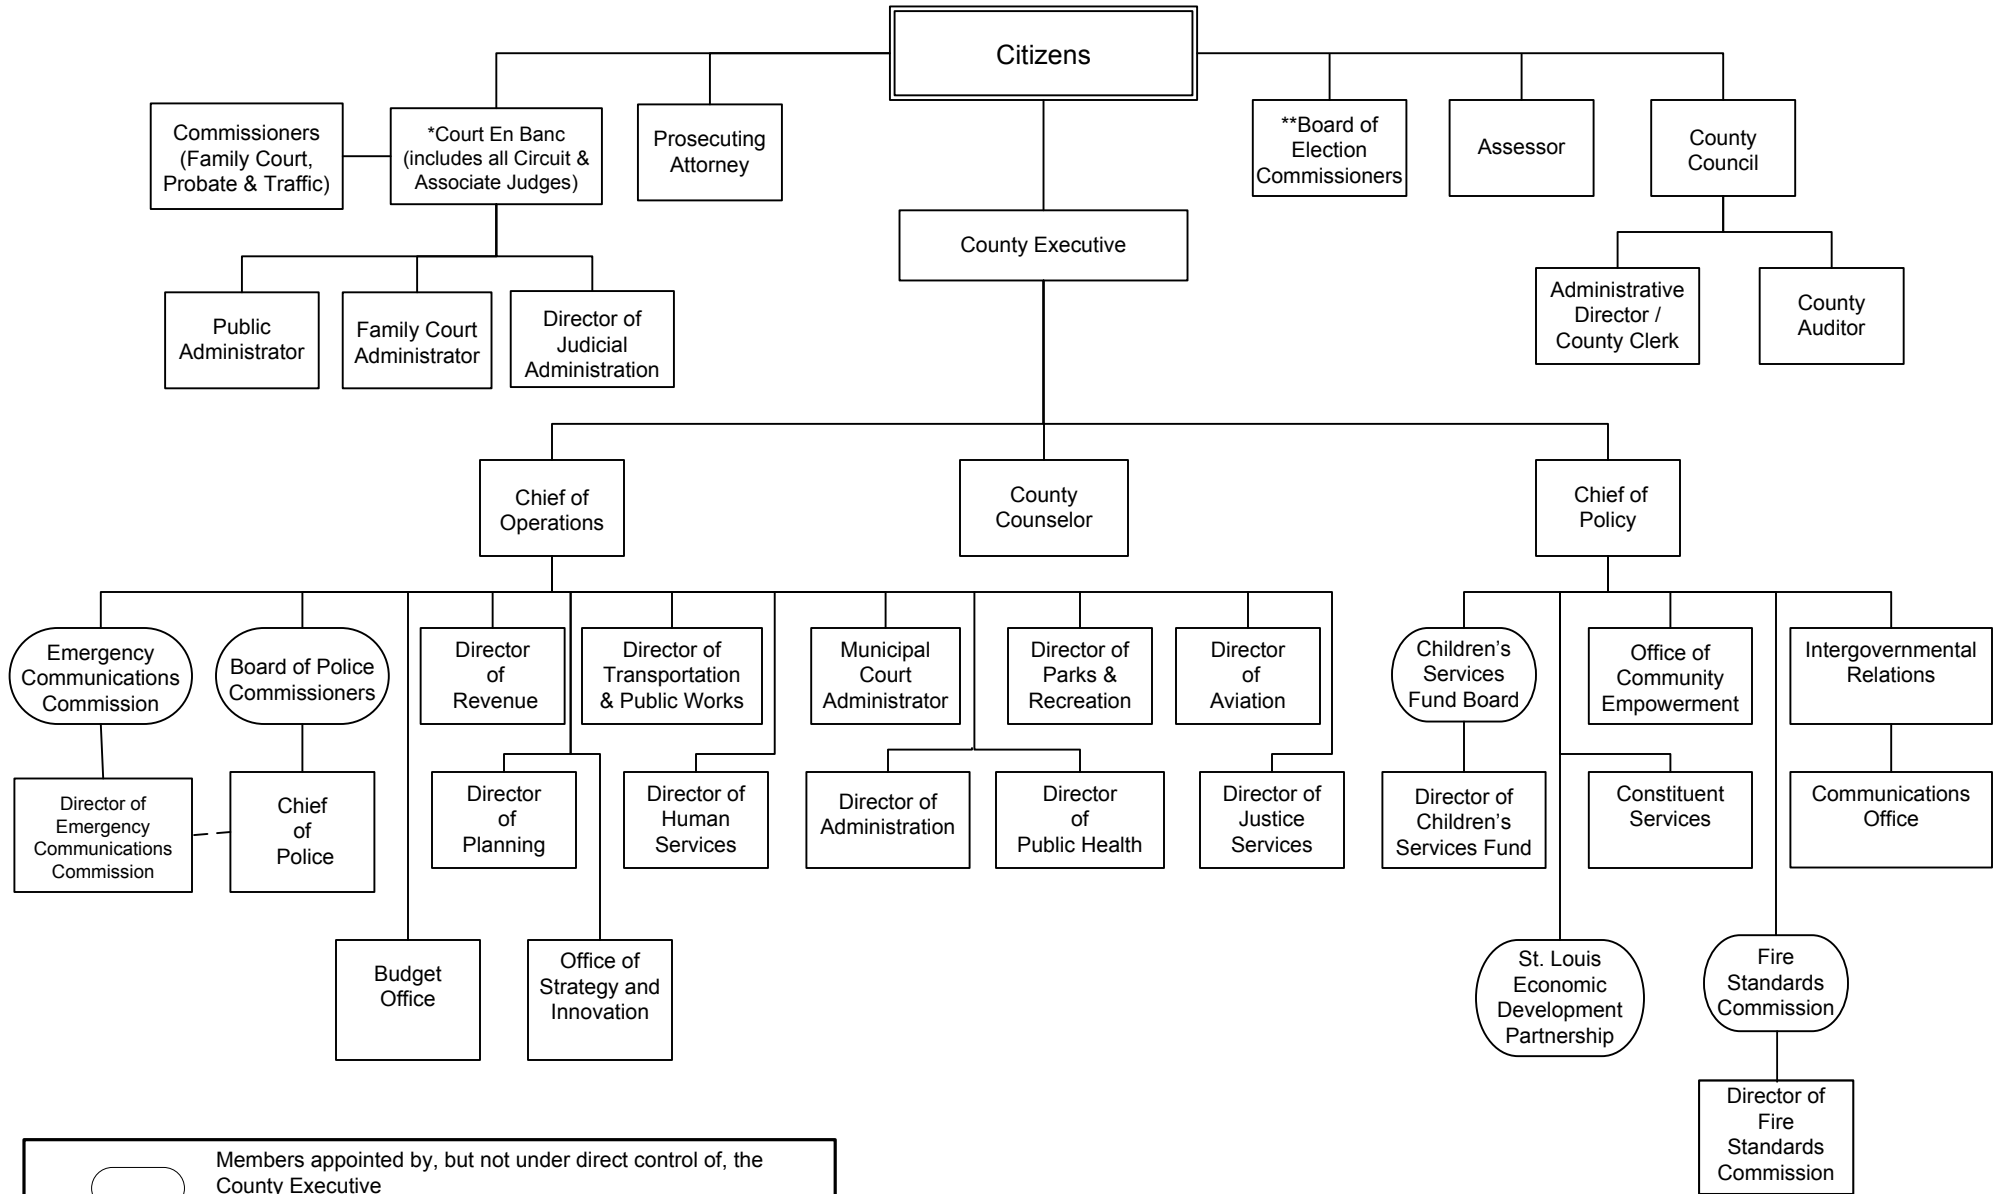 Citizens
Commissioners
(Family Court,
Probate & Traffic)
*Court En Banc
(includes all Circuit &
Associate Judges)
Prosecuting
Attorney
**Board of
Election
Commissioners
Assessor
County
Council
County Executive
Public
Administrator
Family Court
Administrator
Director of
Judicial
Administration
Administrative
Director /
County Clerk
County
Auditor
Chief of
Operations
County
Counselor
Chief of
Policy
Emergency
Communications
Commission
Board of Police
Commissioners
Director
of
Revenue
Director of
Transportation
& Public Works
Municipal
Court
Administrator
Director of
Parks &
Recreation
Director
of
Aviation
Children's
Services
Fund Board
Office of
Community
Empowerment
Intergovernmental
Relations
Director of
Emergency
Communications
Commission
Chief
of
Police
Director
of
Planning
Director of
Human
Services
Director of
Administration
Director
of
Public Health
Director of
Justice
Services
Director of
Children's
Services Fund
Constituent
Services
Communications
Office
Budget
Office
Office of
Strategy and
Innovation
St. Louis
Economic
Development
Partnership
Fire
Standards
Commission
Director of
Fire
Standards
Commission
Members appointed by, but not under direct control of, the
County Executive